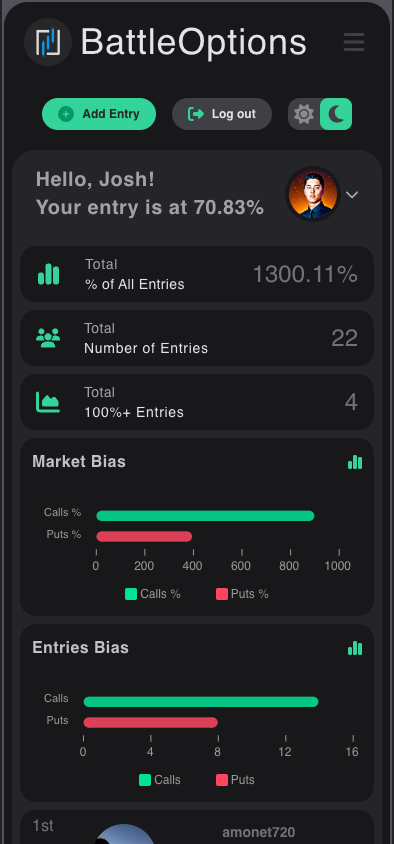 BattleOptions
Add Entry
Log out
Hello, Josh!
Your entry is at 70.83%
Total
% of All Entries
1300.11%
Total
Number of Entries
22
Total
100%+ Entries
4
Market Bias
Calls %
Puts %
0 200 400 600 800 1000
Calls % Puts %
Entries Bias
Calls
Puts
0 4 8 12 16
Calls Puts
1st
amonet720